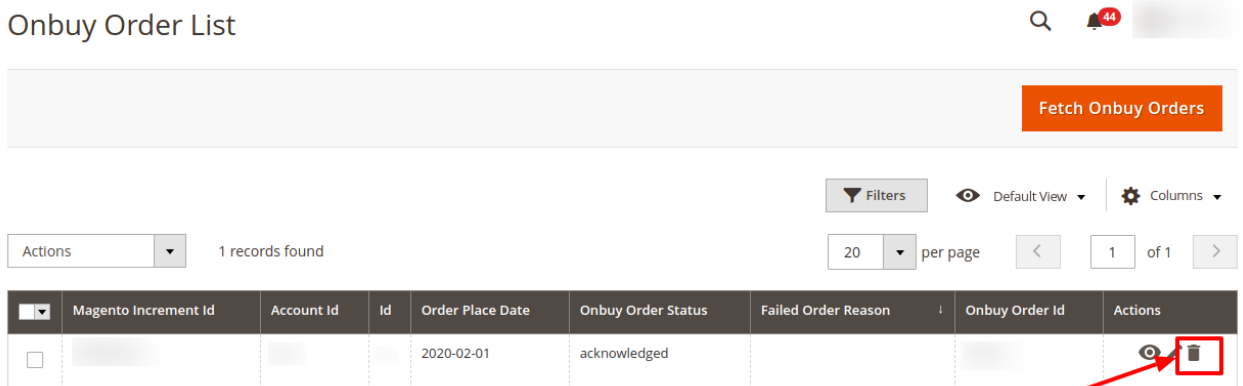 Onbuy Order List
44
Fetch Onbuy Orders
Filters Default View Columns
Actions 1 records found 20 per page 1 of 1
Magento Increment Id Account Id Id Order Place Date Onbuy Order Status Failed Order Reason ↓ Onbuy Order Id Actions
2020-02-01 acknowledged